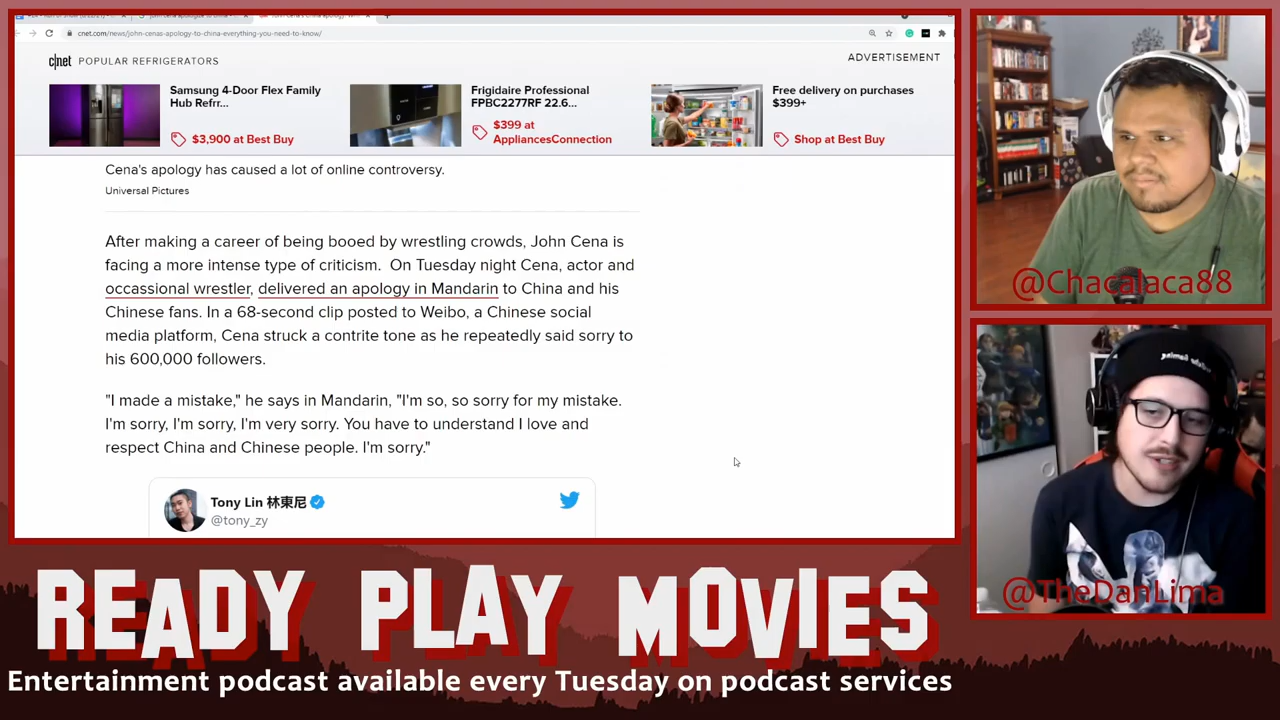 cnet.com/news/john-cenas-apology-to-china-everything-you-need-to-know/
c|net POPULAR REFRIGERATORS
ADVERTISEMENT
Samsung 4-Door Flex Family
Hub Refr...
$3,900 at Best Buy
Frigidaire Professional
FPBC2277RF 22.6...
$399 at
AppliancesConnection
Free delivery on purchases
$399+
Shop at Best Buy
Cena's apology has caused a lot of online controversy.
Universal Pictures
After making a career of being booed by wrestling crowds, John Cena is
facing a more intense type of criticism. On Tuesday night Cena, actor and
occassional wrestler, delivered an apology in Mandarin to China and his
Chinese fans. In a 68-second clip posted to Weibo, a Chinese social
media platform, Cena struck a contrite tone as he repeatedly said sorry to
his 600,000 followers.
"I made a mistake," he says in Mandarin, "I'm so, so sorry for my mistake.
I'm sorry, I'm sorry, I'm very sorry. You have to understand I love and
respect China and Chinese people. I'm sorry."
Tony Lin 林東尼
@tony_zy
@Chacalaca88
@TheDanLima
READY PLAY MOVIES
Entertainment podcast available every Tuesday on podcast services